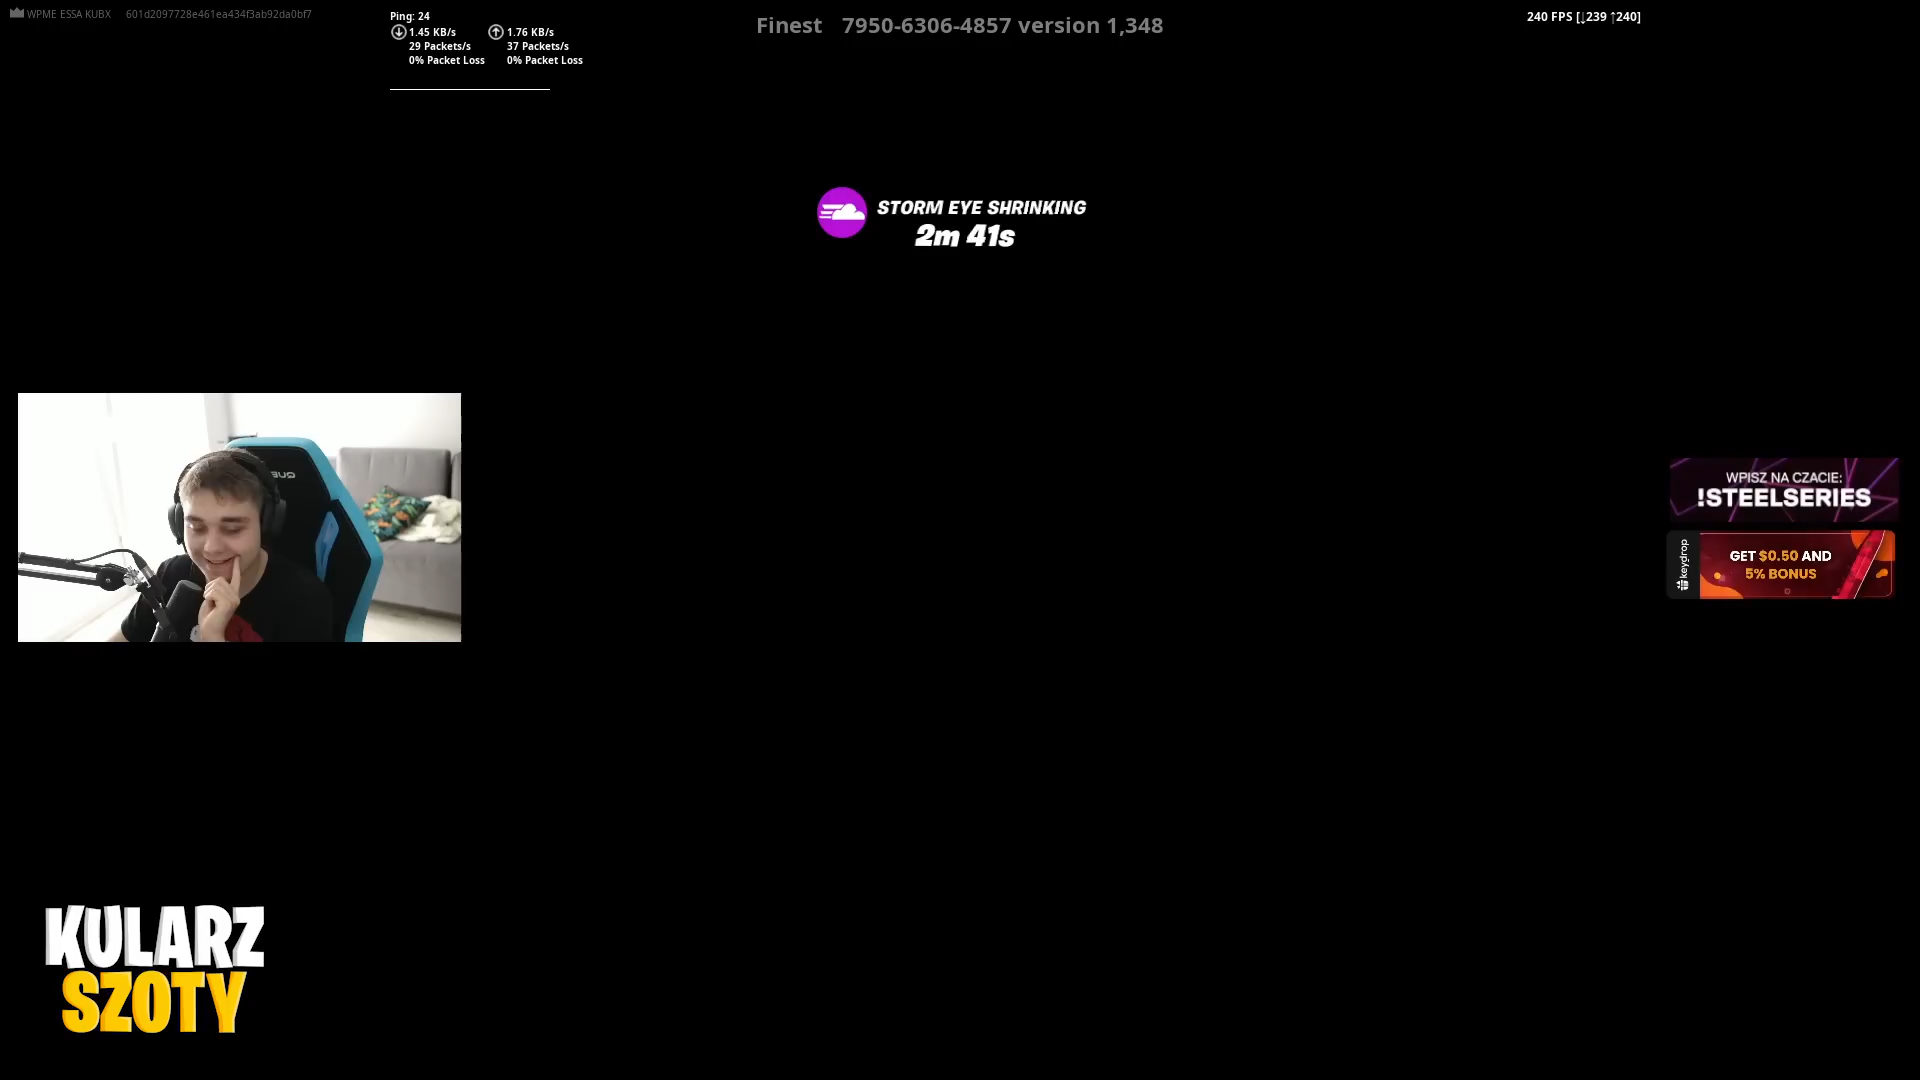 WPME ESSA KUBX 601d2097728e461ea434f3ab92da0bf7
Ping: 24
1.45 KB/s 1.76 KB/s
29 Packets/s 37 Packets/s
0% Packet Loss 0% Packet Loss
Finest 7950-6306-4857 version 1,348
240 FPS [↓239 ↑240]
STORM EYE SHRINKING
2m 41s
WPISZ NA CZACIE:
!STEELSERIES
keydrop
GET $0.50 AND
5% BONUS
KULARZ
SZOTY